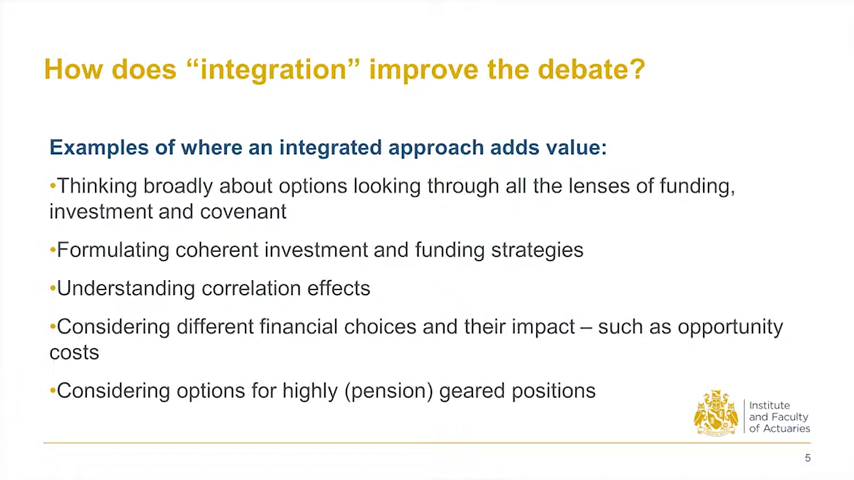 How does “integration” improve the debate?
Examples of where an integrated approach adds value:
•Thinking broadly about options looking through all the lenses of funding,
investment and covenant
•Formulating coherent investment and funding strategies
•Understanding correlation effects
•Considering different financial choices and their impact – such as opportunity
costs
•Considering options for highly (pension) geared positions
Institute
and Faculty
of Actuaries
5